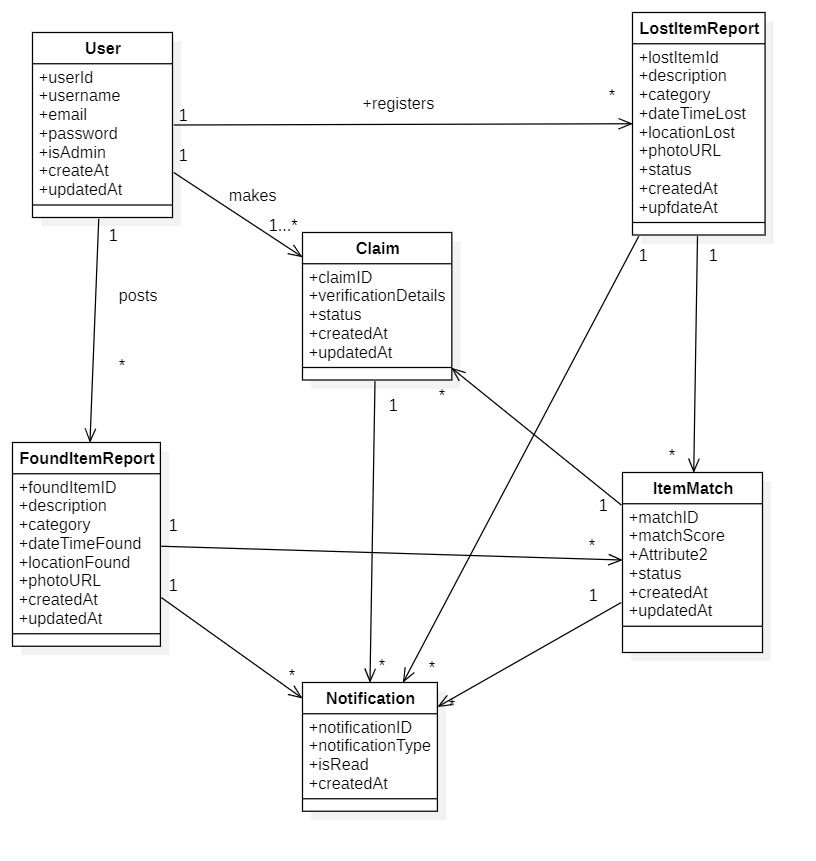 User
+userId
+username
+email
+password
+isAdmin
+createAt
+updatedAt
LostItemReport
+lostItemId
+description
+category
+dateTimeLost
+locationLost
+photoURL
+status
+createdAt
+upfdateAt
1
+registers
*
1
makes
1...*
1
posts
*
Claim
+claimID
+verificationDetails
+status
+createdAt
+updatedAt
1
1
*
1
*
1
FoundItemReport
+foundItemID
+description
+category
+dateTimeFound
+locationFound
+photoURL
+createdAt
+updatedAt
ItemMatch
+matchID
+matchScore
+Attribute2
+status
+createdAt
+updatedAt
1
*
1
1
*
*
*
*
Notification
+notificationID
+notificationType
+isRead
+createdAt